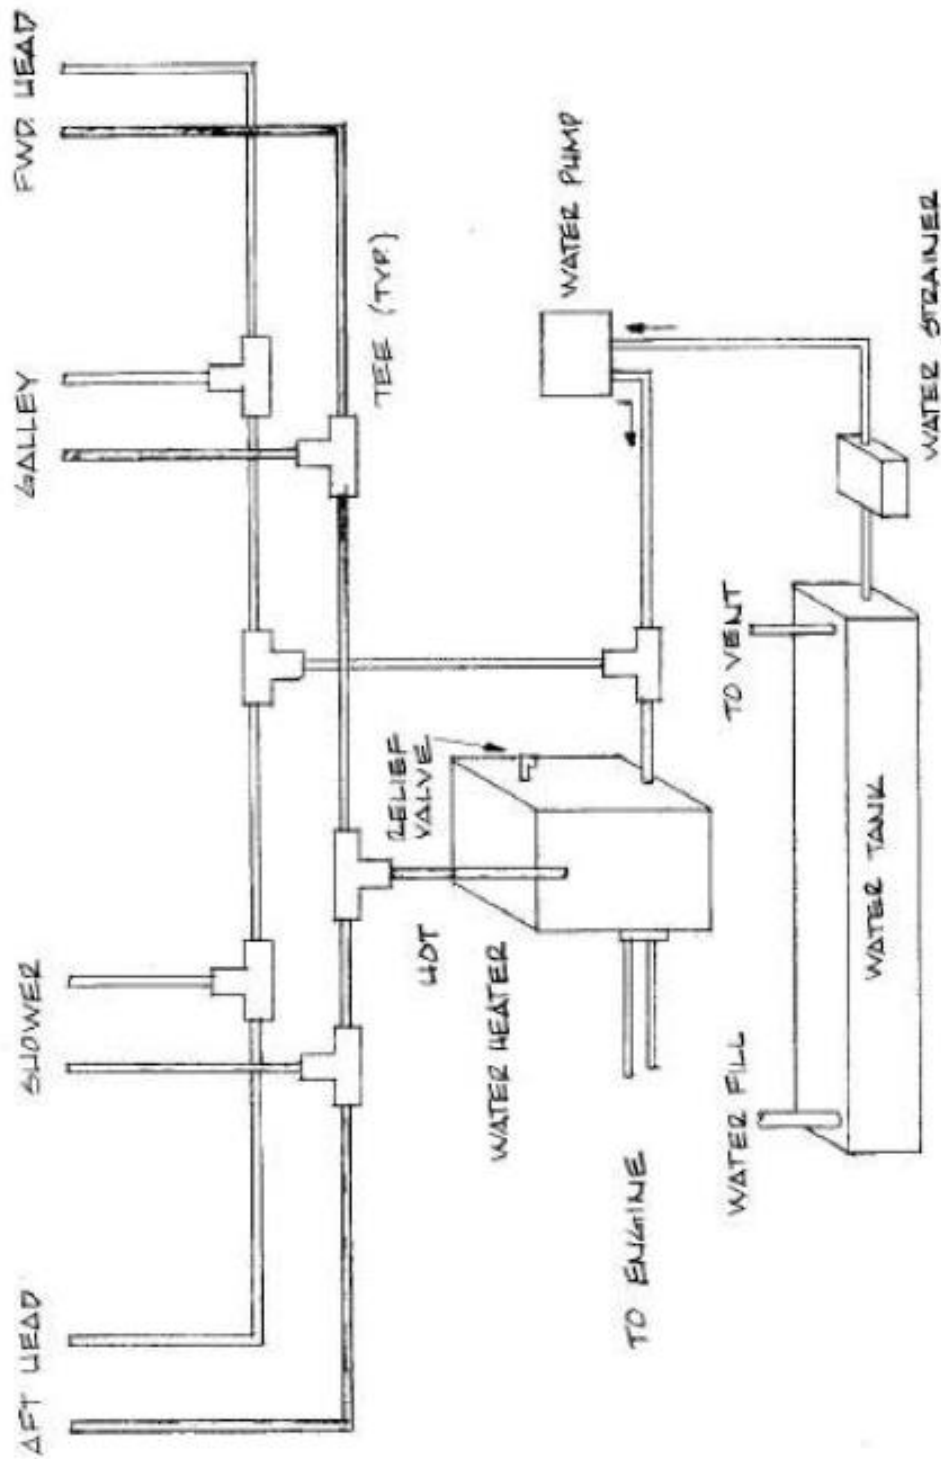 AFT HEAD
SHOWER
GALLEY
FWD. HEAD
TEE (TYP.)
HOT
RELIEF
VALVE
WATER HEATER
WATER PUMP
TO ENGINE
WATER FILL
TO VENT
WATER TANK
WATER STRAINER